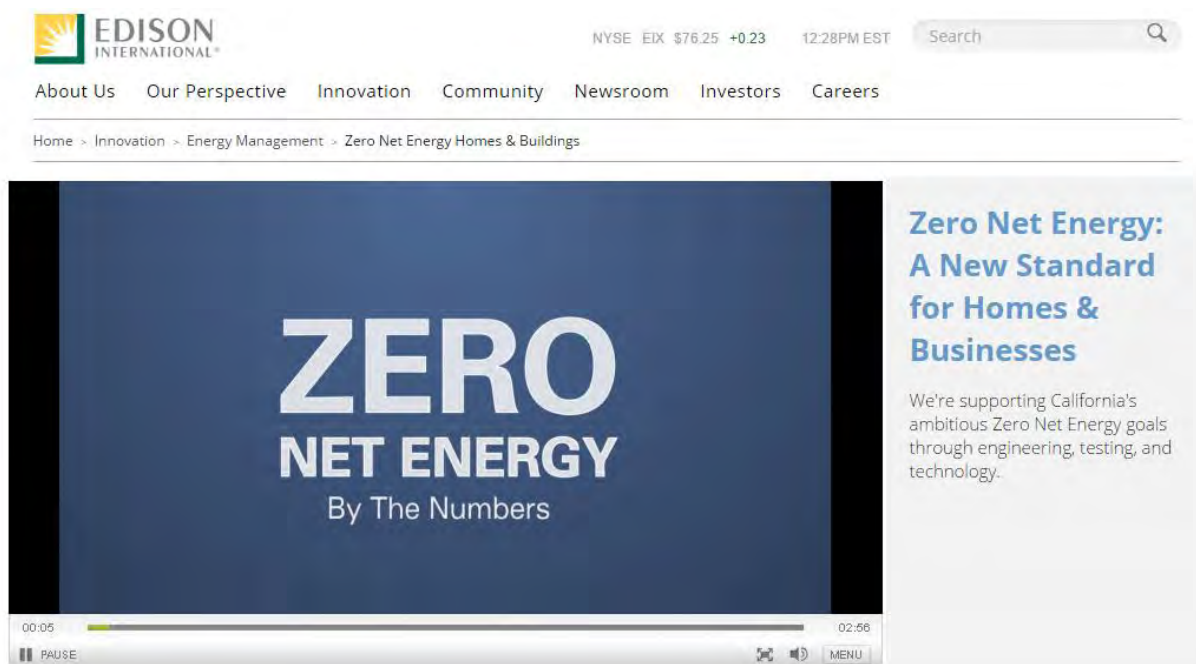 EDISON
INTERNATIONAL®
NYSE EIX $76.25 +0.23 12:28PM EST Search
About Us Our Perspective Innovation Community Newsroom Investors Careers
Home > Innovation > Energy Management > Zero Net Energy Homes & Buildings
ZERO
NET ENERGY
By The Numbers
Zero Net Energy:
A New Standard
for Homes &
Businesses
We're supporting California's
ambitious Zero Net Energy goals
through engineering, testing, and
technology.
00:05 02:56
PAUSE MENU